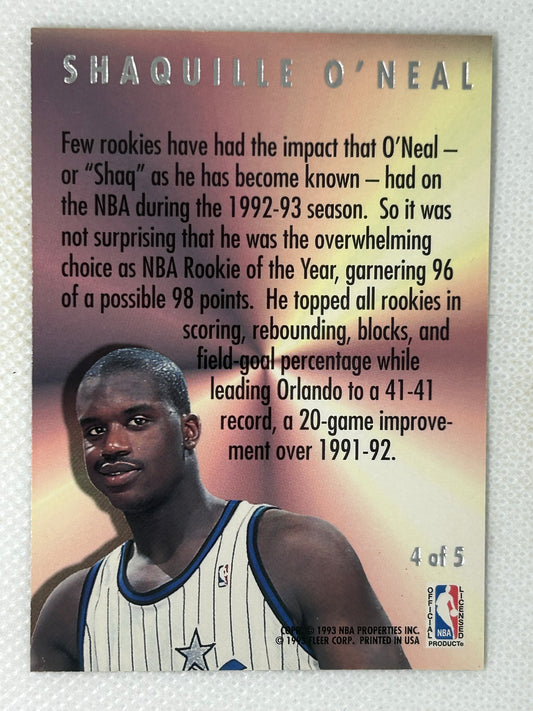 SHAQUILLE O'NEAL
Few rookies have had the impact that O'Neal –
or "Shaq" as he has become known – had on
the NBA during the 1992-93 season. So it was
not surprising that he was the overwhelming
choice as NBA Rookie of the Year, garnering 96
of a possible 98 points. He topped all rookies in
scoring, rebounding, blocks, and
field-goal percentage while
leading Orlando to a 41-41
record, a 20-game improve-
ment over 1991-92.
4 of 5
OFFICIAL
LICENSED
NBA
PRODUCT®
COPR. © 1993 NBA PROPERTIES INC.
© 1993 FLEER CORP. PRINTED IN USA